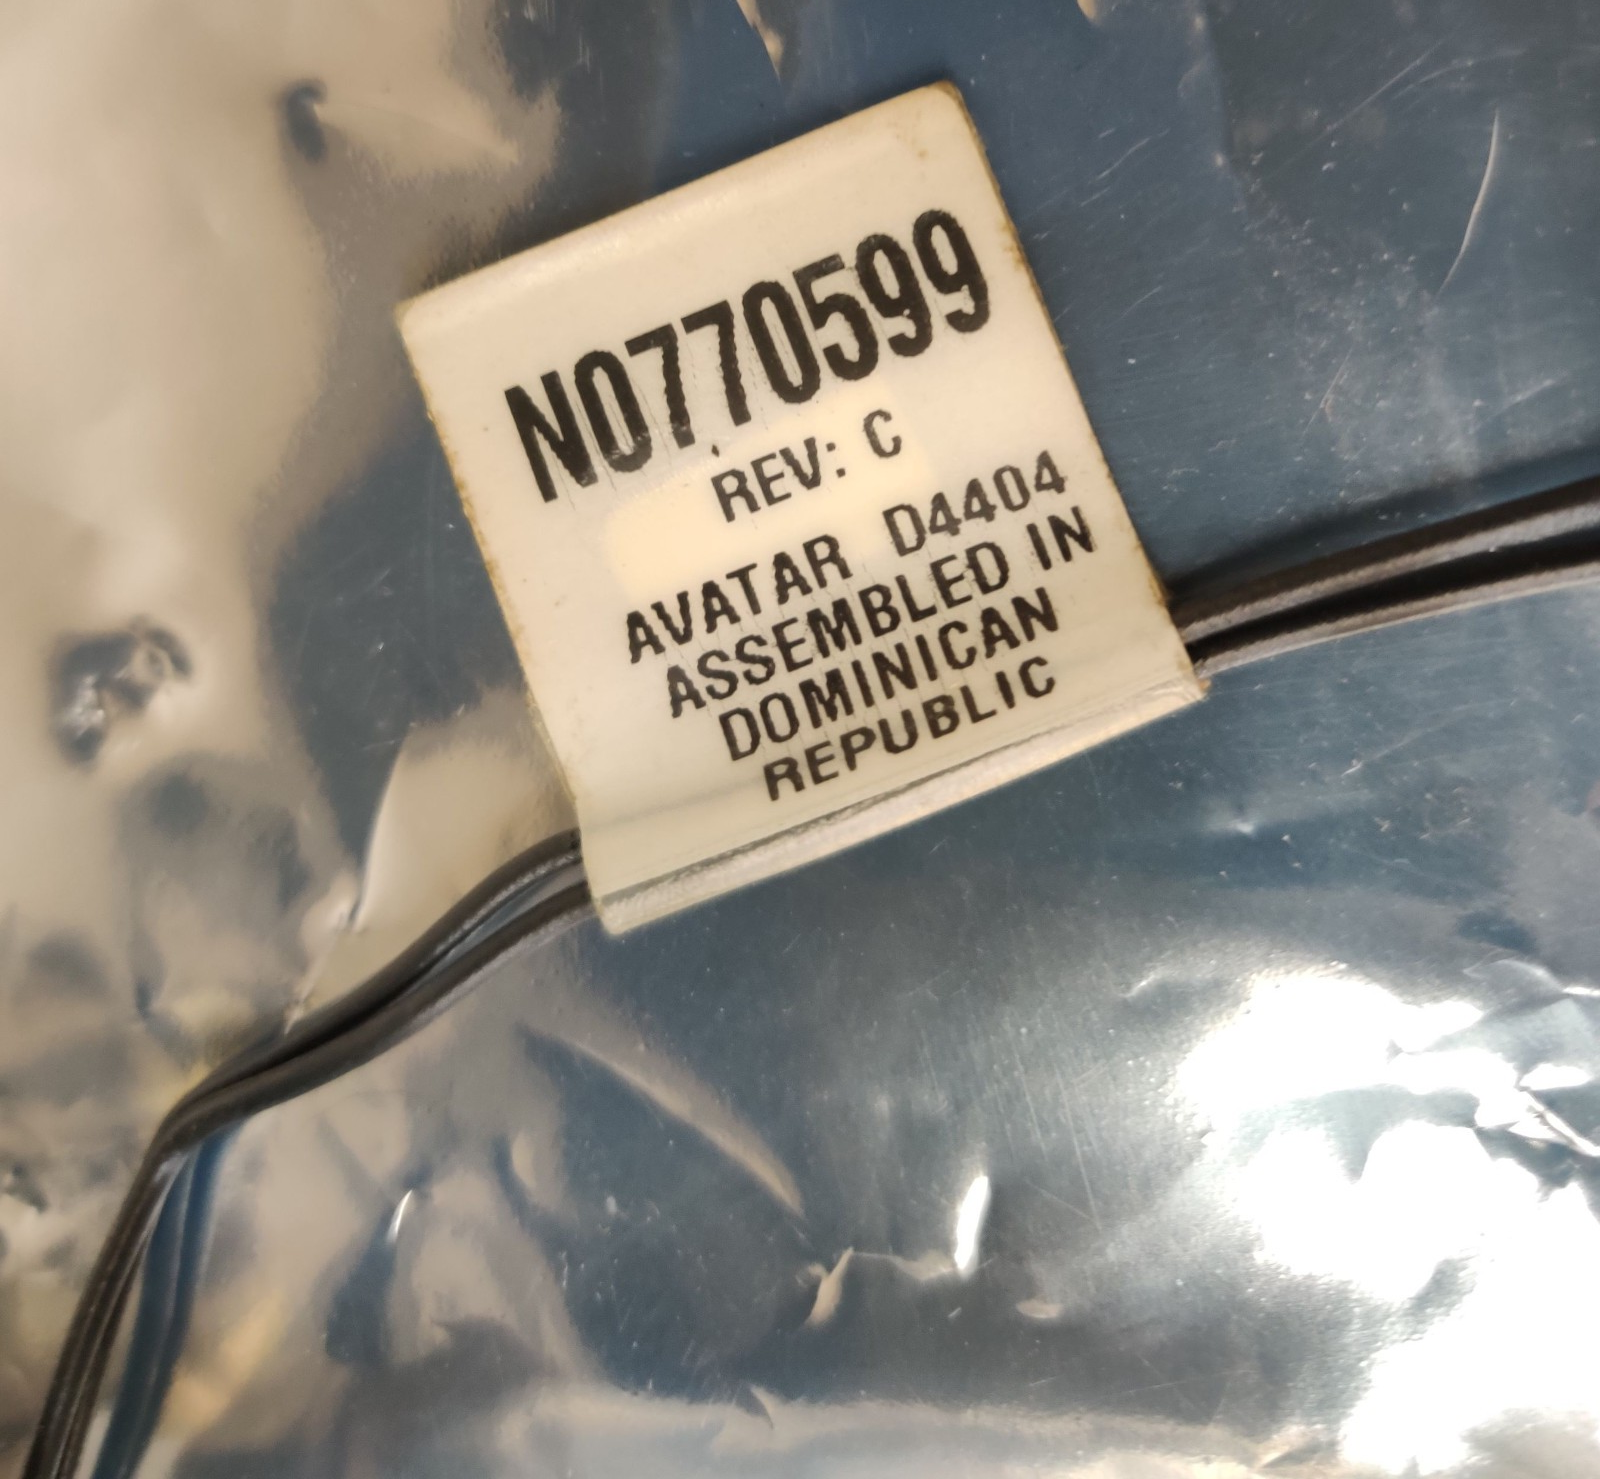 N0770599
REV: C
AVATAR D4404
ASSEMBLED IN
DOMINICAN
REPUBLIC